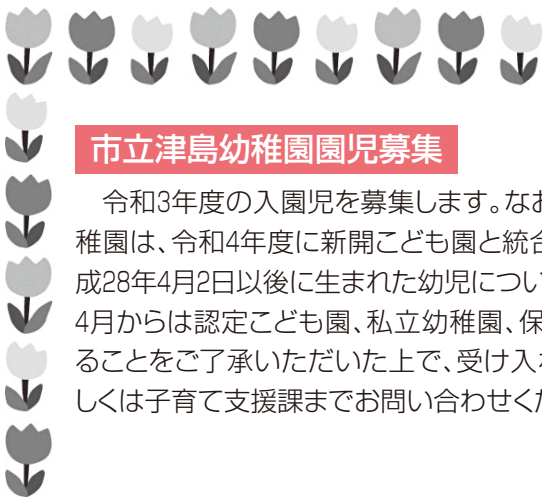 市立津島幼稚園園児募集
令和3年度の入園児を募集します。なお
稚園は、令和4年度に新開こども園と統合
成28年4月2日以後に生まれた幼児につい
4月からは認定こども園、私立幼稚園、保
ることをご了承いただいた上で、受け入れ
しくは子育て支援課までお問い合わせくだ